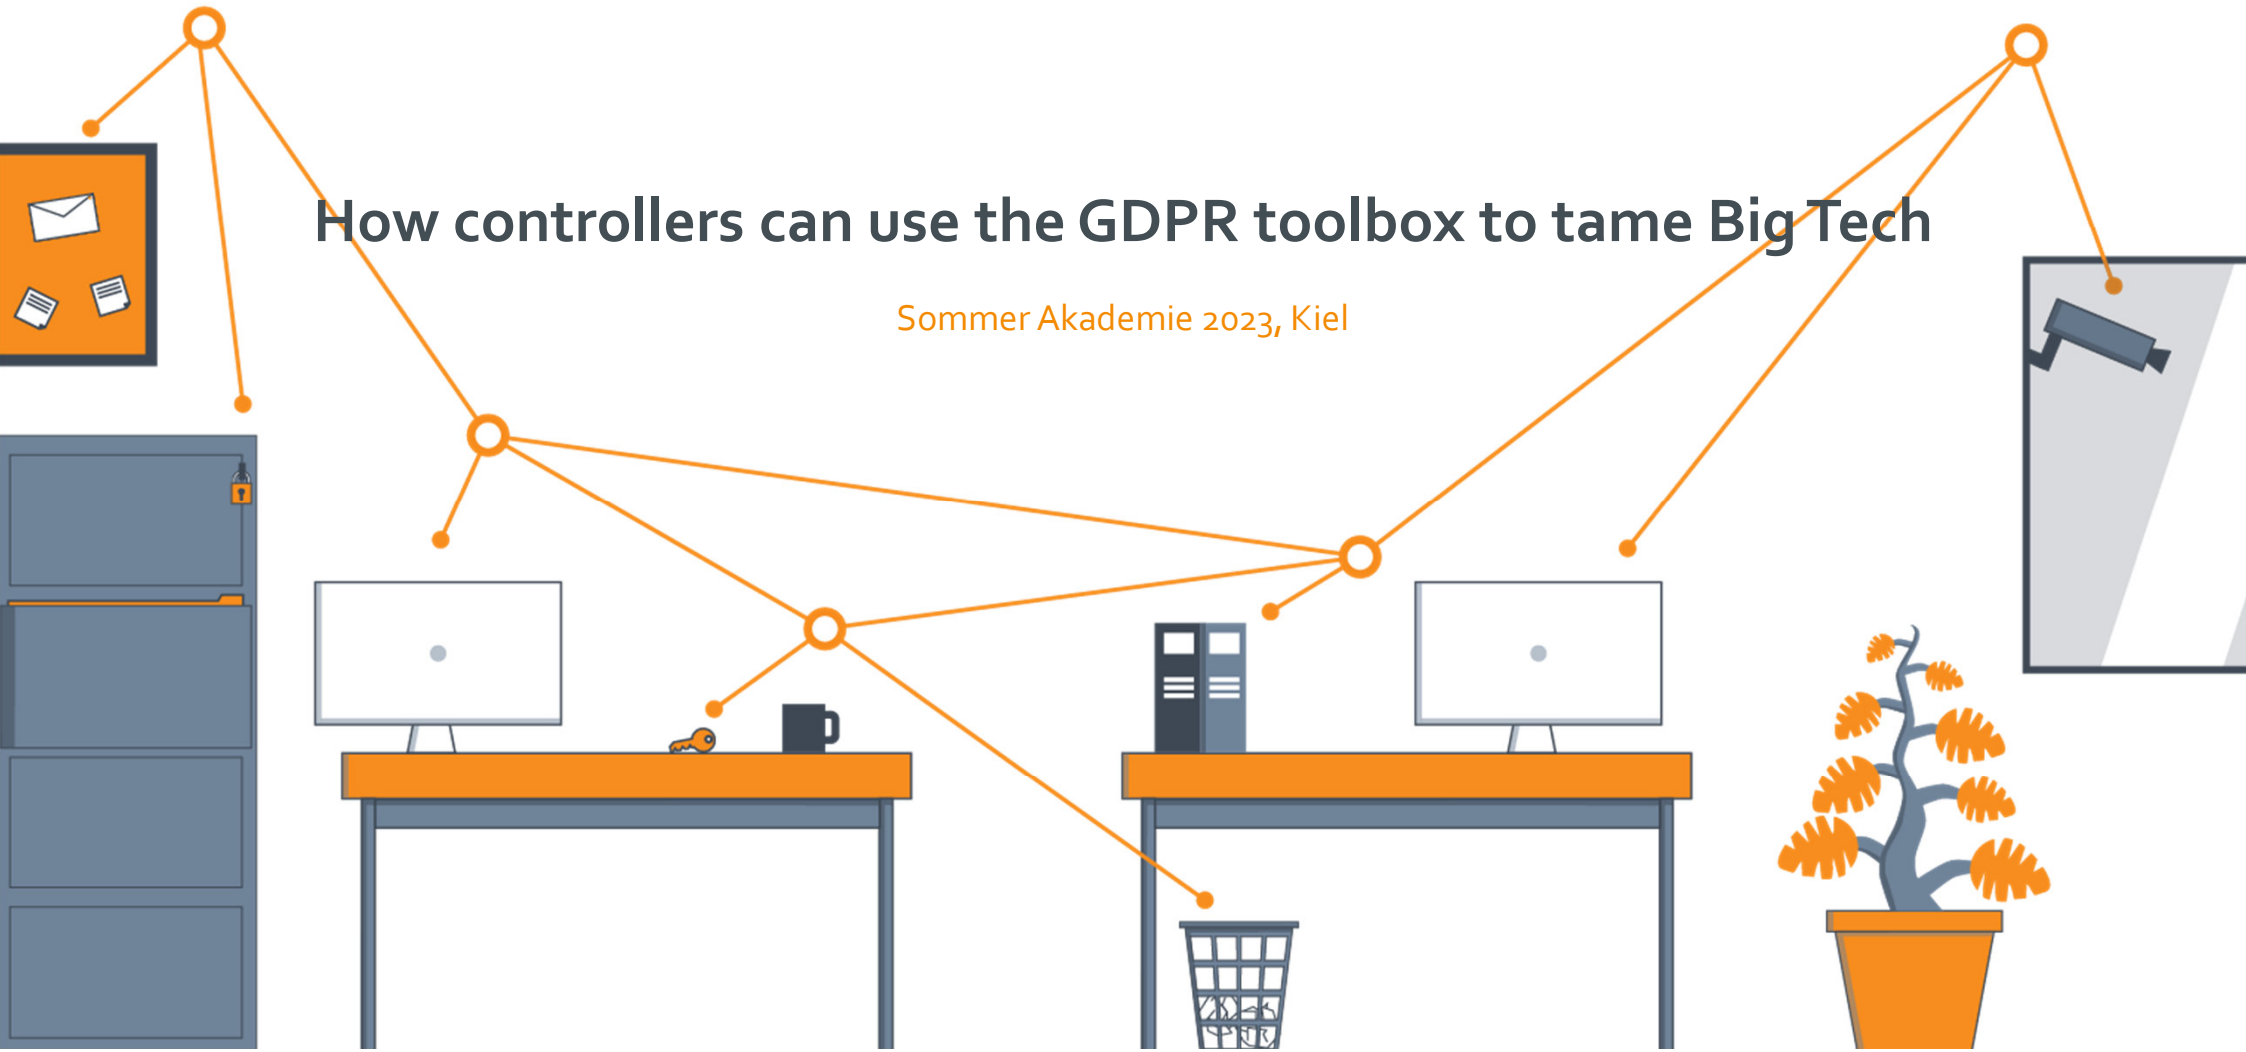 How controllers can use the GDPR toolbox to tame Big Tech
Sommer Akademie 2023, Kiel